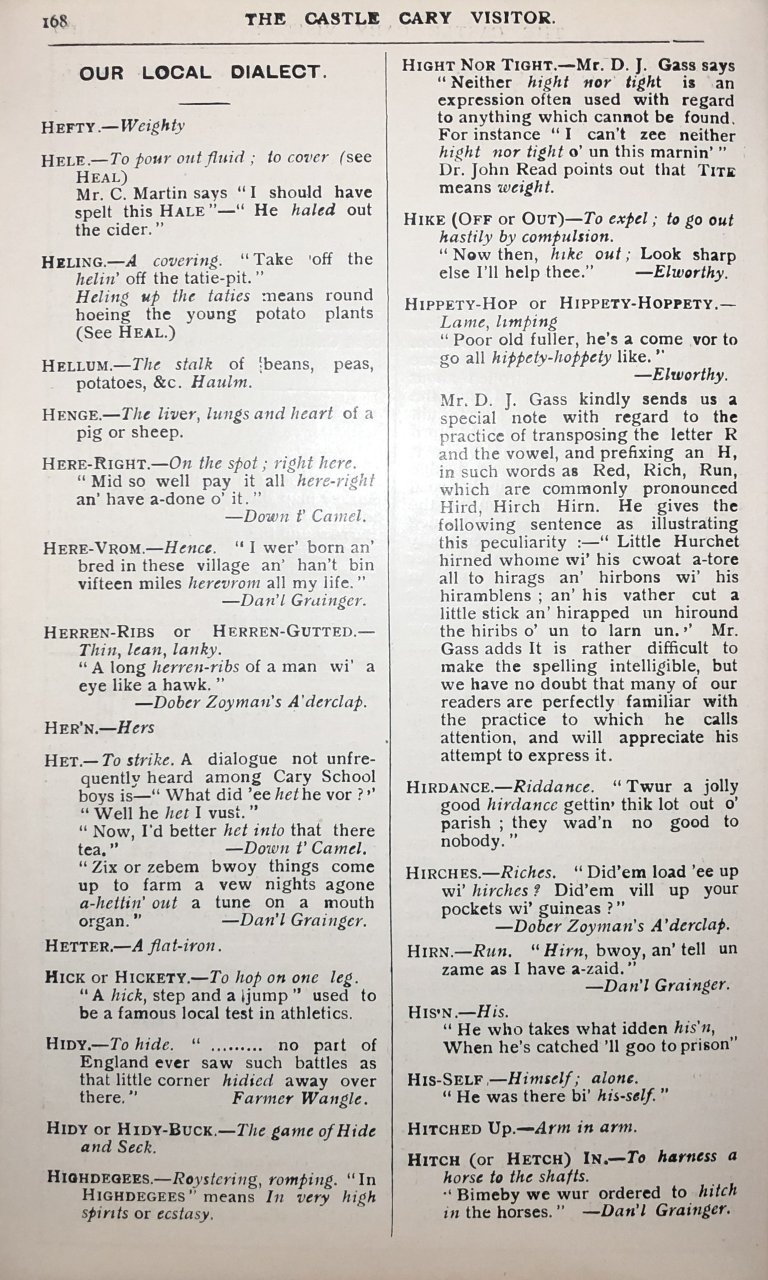 168
THE CASTLE CARY VISITOR.
OUR LOCAL DIALECT.
HEFTY.—Weighty
HELE.—To pour out fluid ; to cover (see
HEAL)
Mr. C. Martin says "I should have
spelt this HALE"—" He haled out
the cider."
HELING.—A covering. "Take 'off the
helin' off the tatie-pit."
Heling up the taties means round
hoeing the young potato plants
(See HEAL.)
HELLUM.—The stalk of beans, peas,
potatoes, &c. Haulm.
HENGE.—The liver, lungs and heart of a
pig or sheep.
HERE-RIGHT.—On the spot ; right here.
" Mid so well pay it all here-right
an' have a-done o' it."
—Down t' Camel.
HERE-VROM.—Hence. " I wer' born an'
bred in these village an' han't bin
vifteen miles herevrom all my life."
—Dan'l Grainger.
HERREN-RIBS or HERREN-GUTTED.—
Thin, lean, lanky.
" A long herren-ribs of a man wi' a
eye like a hawk."
—Dober Zoyman's A'derclap.
HER'N.—Hers
HET.—To strike. A dialogue not unfre-
quently heard among Cary School
boys is—" What did 'ee het he vor ?"
" Well he het I vust."
" Now, I'd better het into that there
tea." —Down t' Camel.
" Zix or zebem bwoy things come
up to farm a vew nights agone
a-hettin' out a tune on a mouth
organ." —Dan'l Grainger.
HETTER.—A flat-iron.
HICK or HICKETY.—To hop on one leg.
" A hick, step and a jump " used to
be a famous local test in athletics.
HIDY.—To hide. " ......... no part of
England ever saw such battles as
that little corner hidied away over
there." Farmer Wangle.
HIDY or HIDY-BUCK.—The game of Hide
and Seck.
HIGHDEGEES.—Roystering, romping. "In
HIGHDEGEES" means In very high
spirits or ecstasy.
HIGHT NOR TIGHT.—Mr. D. J. Gass says
" Neither hight nor tight is an
expression often used with regard
to anything which cannot be found.
For instance " I can't zee neither
hight nor tight o' un this marnin' "
Dr. John Read points out that TITE
means weight.
HIKE (OFF or OUT)—To expel ; to go out
hastily by compulsion.
" Now then, hike out ; Look sharp
else I'll help thee." —Elworthy.
HIPPETY-HOP or HIPPETY-HOPPETY.—
Lame, limping
" Poor old fuller, he's a come vor to
go all hippety-hoppety like."
—Elworthy.
Mr. D. J. Gass kindly sends us a
special note with regard to the
practice of transposing the letter R
and the vowel, and prefixing an H,
in such words as Red, Rich, Run,
which are commonly pronounced
Hird, Hirch Hirn. He gives the
following sentence as illustrating
this peculiarity :—" Little Hurchet
hirned whome wi' his cwoat a-tore
all to hirags an' hirbons wi' his
hiramblens ; an' his vather cut a
little stick an' hirapped un hiround
the hiribs o' un to larn un.'' Mr.
Gass adds It is rather difficult to
make the spelling intelligible, but
we have no doubt that many of our
readers are perfectly familiar with
the practice to which he calls
attention, and will appreciate his
attempt to express it.
HIRDANCE.—Riddance. "Twur a jolly
good hirdance gettin' thik lot out o'
parish ; they wad'n no good to
nobody."
HIRCHES.—Riches. " Did'em load 'ee up
wi' hirches ? Did'em vill up your
pockets wi' guineas ?"
—Dober Zoyman's A'derclap.
HIRN.—Run. " Hirn, bwoy, an' tell un
zame as I have a-zaid."
—Dan'l Grainger.
HIS'N.—His.
" He who takes what idden his'n,
When he's catched 'll goo to prison"
HIS-SELF.—Himself; alone.
" He was there bi' his-self."
HITCHED UP.—Arm in arm.
HITCH (or HETCH) IN.—To harness a
horse to the shafts.
" Bimeby we wur ordered to hitch
in the horses." —Dan'l Grainger.